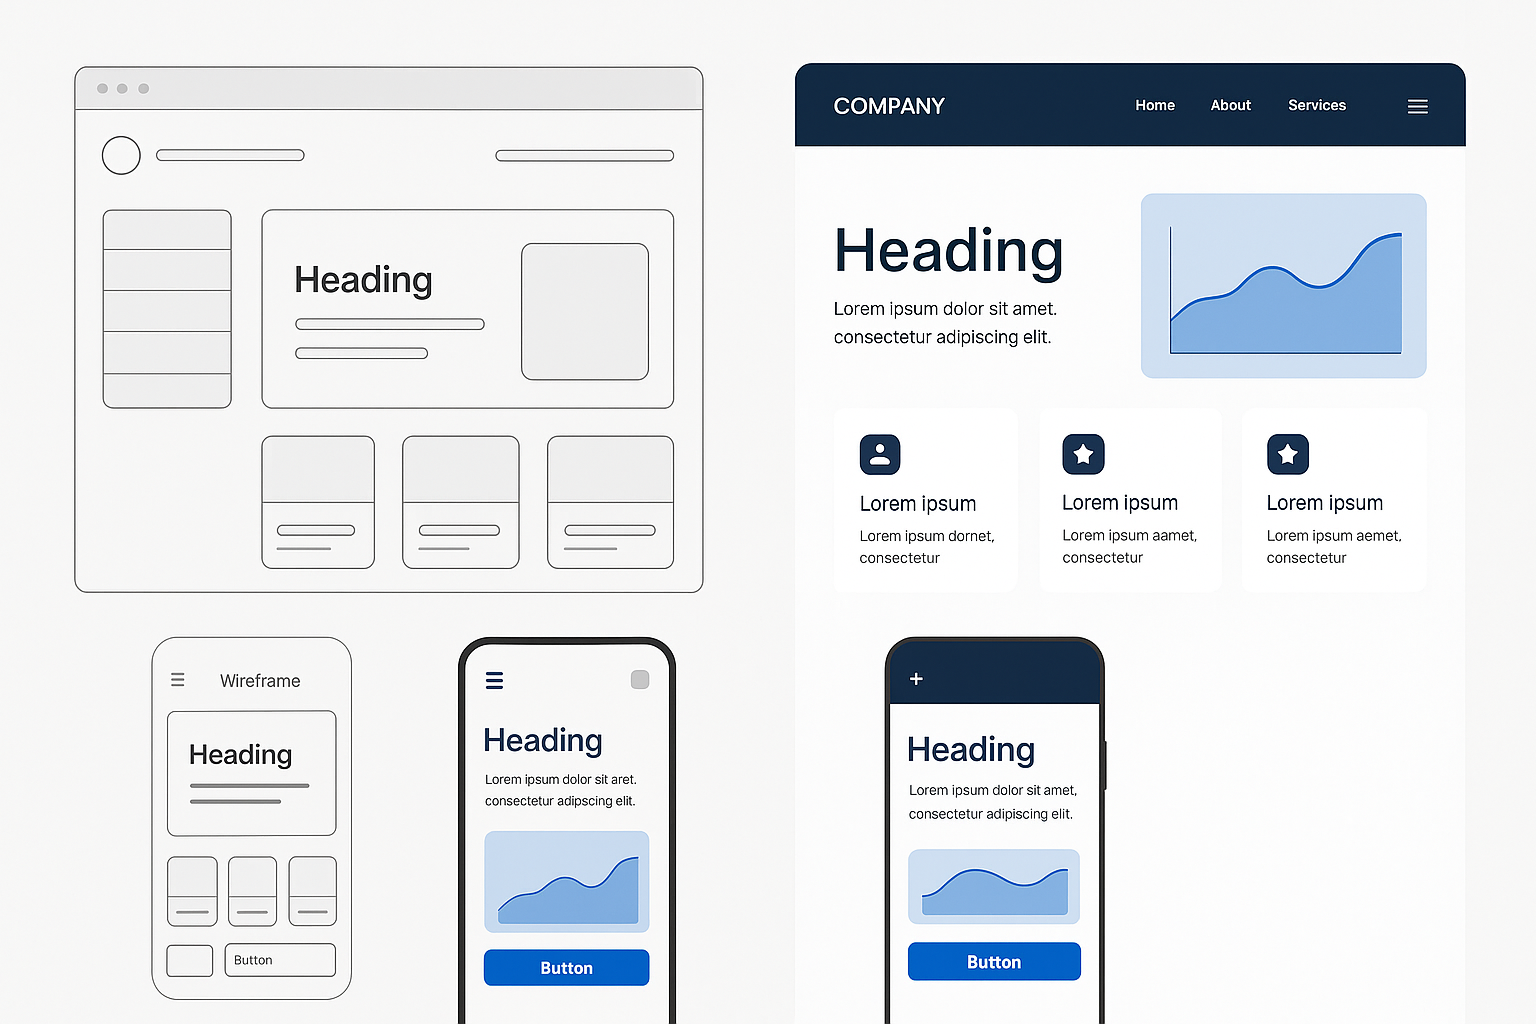 Heading
COMPANY
Home
About
Services
Heading
Lorem ipsum dolor sit amet.
consectetur adipiscing elit.
Lorem ipsum
Lorem ipsum dornet,
consectetur
Lorem ipsum
Lorem ipsum aamet,
consectetur
Lorem ipsum
Lorem ipsum aemet,
consectetur
Wireframe
Heading
Button
Heading
Lorem ipsum dolor sit aret.
consectetur adipscing elit.
Button
Heading
Lorem ipsum dolor sit amet,
consectetur adipiscing elit.
Button